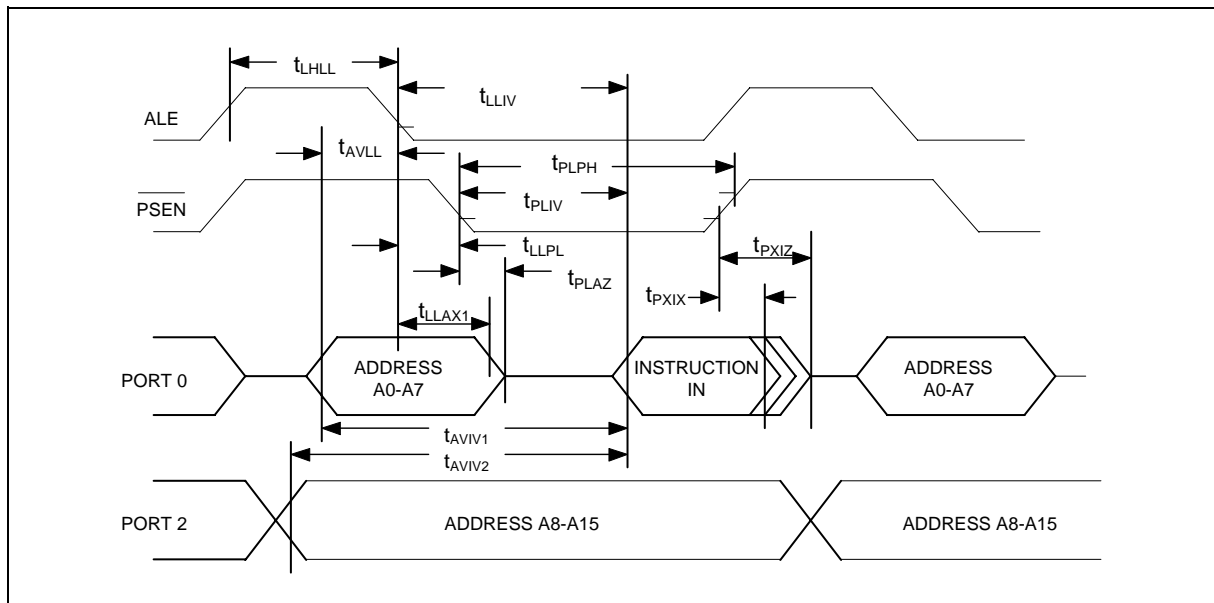 tLHLL
tLLIV
ALE
tAVLL
tPLPH
PSEN
tPLIV
tLLPL
tPXIZ
tPLAZ
tPXIX
tLLAX1
PORT 0
ADDRESS
A0-A7
INSTRUCTION
IN
ADDRESS
A0-A7
tAVIV1
tAVIV2
PORT 2
ADDRESS A8-A15
ADDRESS A8-A15